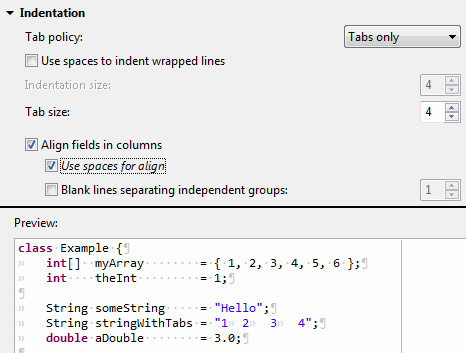 Indentation
Tab policy: Tabs only
Use spaces to indent wrapped lines
Indentation size: 4
Tab size: 4
Align fields in columns
Use spaces for align
Blank lines separating independent groups: 1
Preview:
class·Example·{¶
»   int[]··myArray········=·{·1,·2,·3,·4,·5,·6·};¶
»   int····theInt·········=·1;¶
¶
»   String·someString·····=·"Hello";¶
»   String·stringWithTabs·=·"1» 2»  3»  4";¶
»   double·aDouble········=·3.0;¶